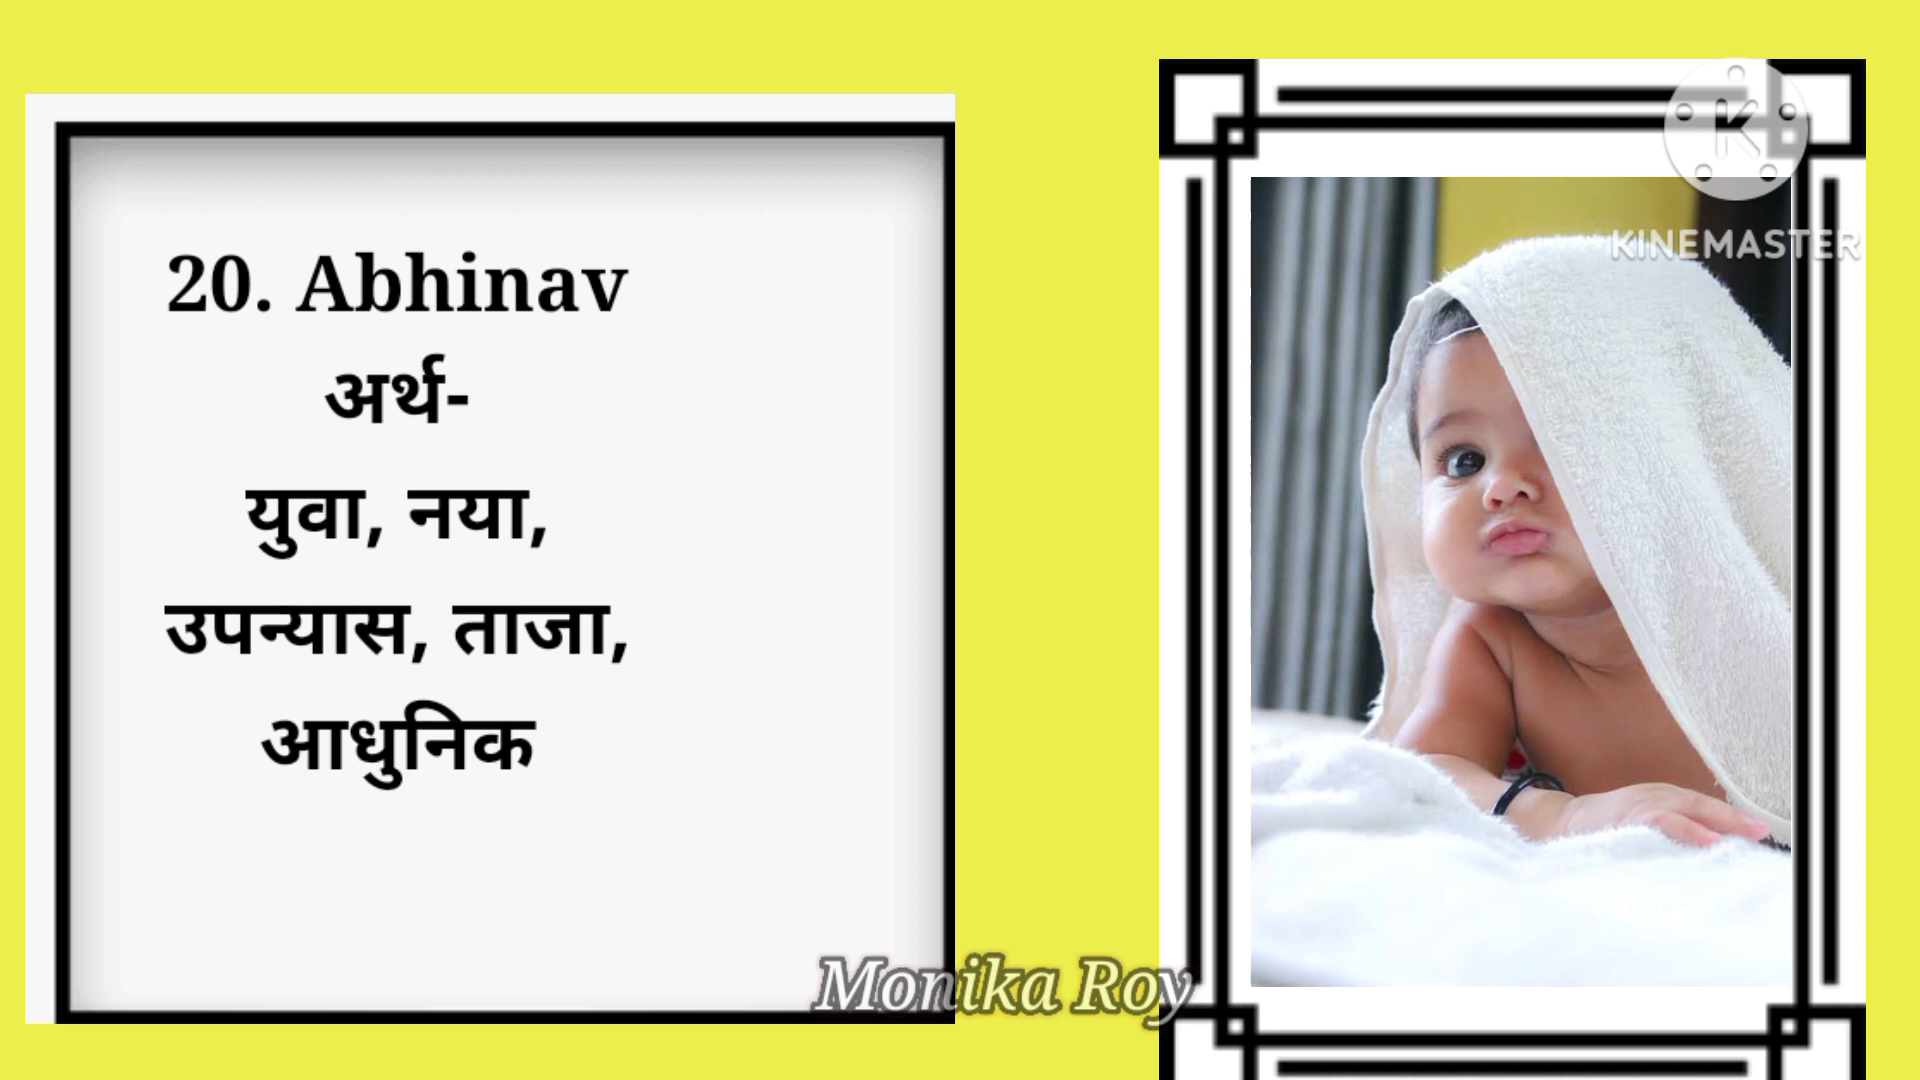 20. Abhinav
अर्थ-
युवा, नया,
उपन्यास, ताजा,
आधुनिक
Monika Roy
K
KINEMASTER